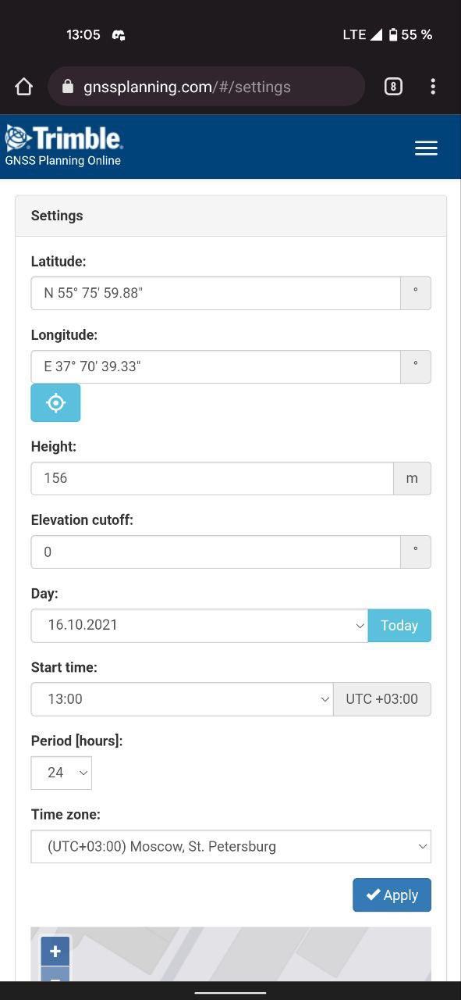 13:05
LTE 55 %
gnssplanning.com/#/settings
8
Trimble.
GNSS Planning Online
Settings
Latitude:
N 55° 75' 59.88"
°
Longitude:
E 37° 70' 39.33"
°
Height:
156
m
Elevation cutoff:
0
°
Day:
16.10.2021
Today
Start time:
13:00
UTC +03:00
Period [hours]:
24
Time zone:
(UTC+03:00) Moscow, St. Petersburg
Apply
+
−